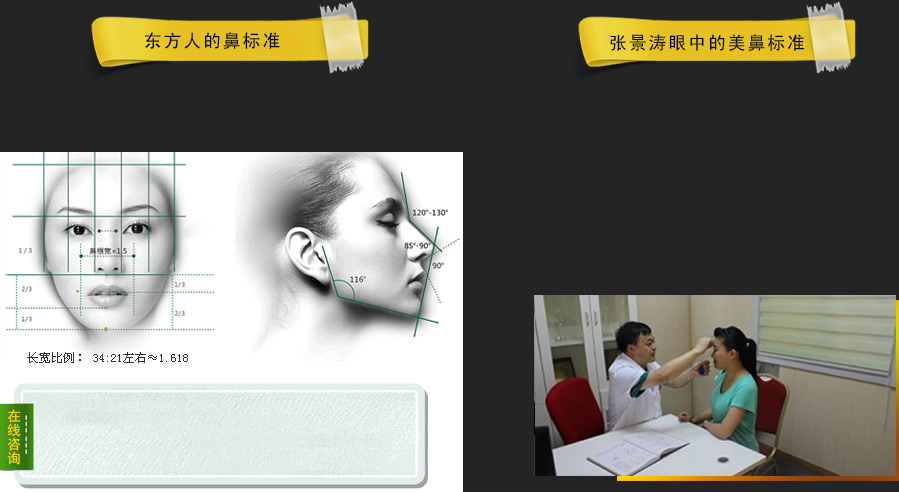 东方人的鼻标准
张景涛眼中的美鼻标准
120°-130°
85°-90°
90°
116°
鼻根宽×1.5
1/3
2/3
1/3
1/3
2/3
长宽比例: 34:21左右≈1.618
在线咨询